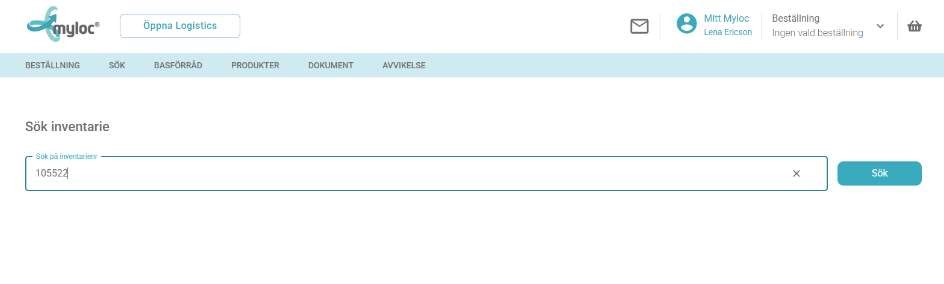 myloc®
Öppna Logistics
Mitt Myloc
Lena Ericson
Beställning
Ingen vald beställning
BESTÄLLNING SÖK BASFÖRRÅD PRODUKTER DOKUMENT AVVIKELSE
Sök inventarie
Sök på inventarienr
105522
Sök